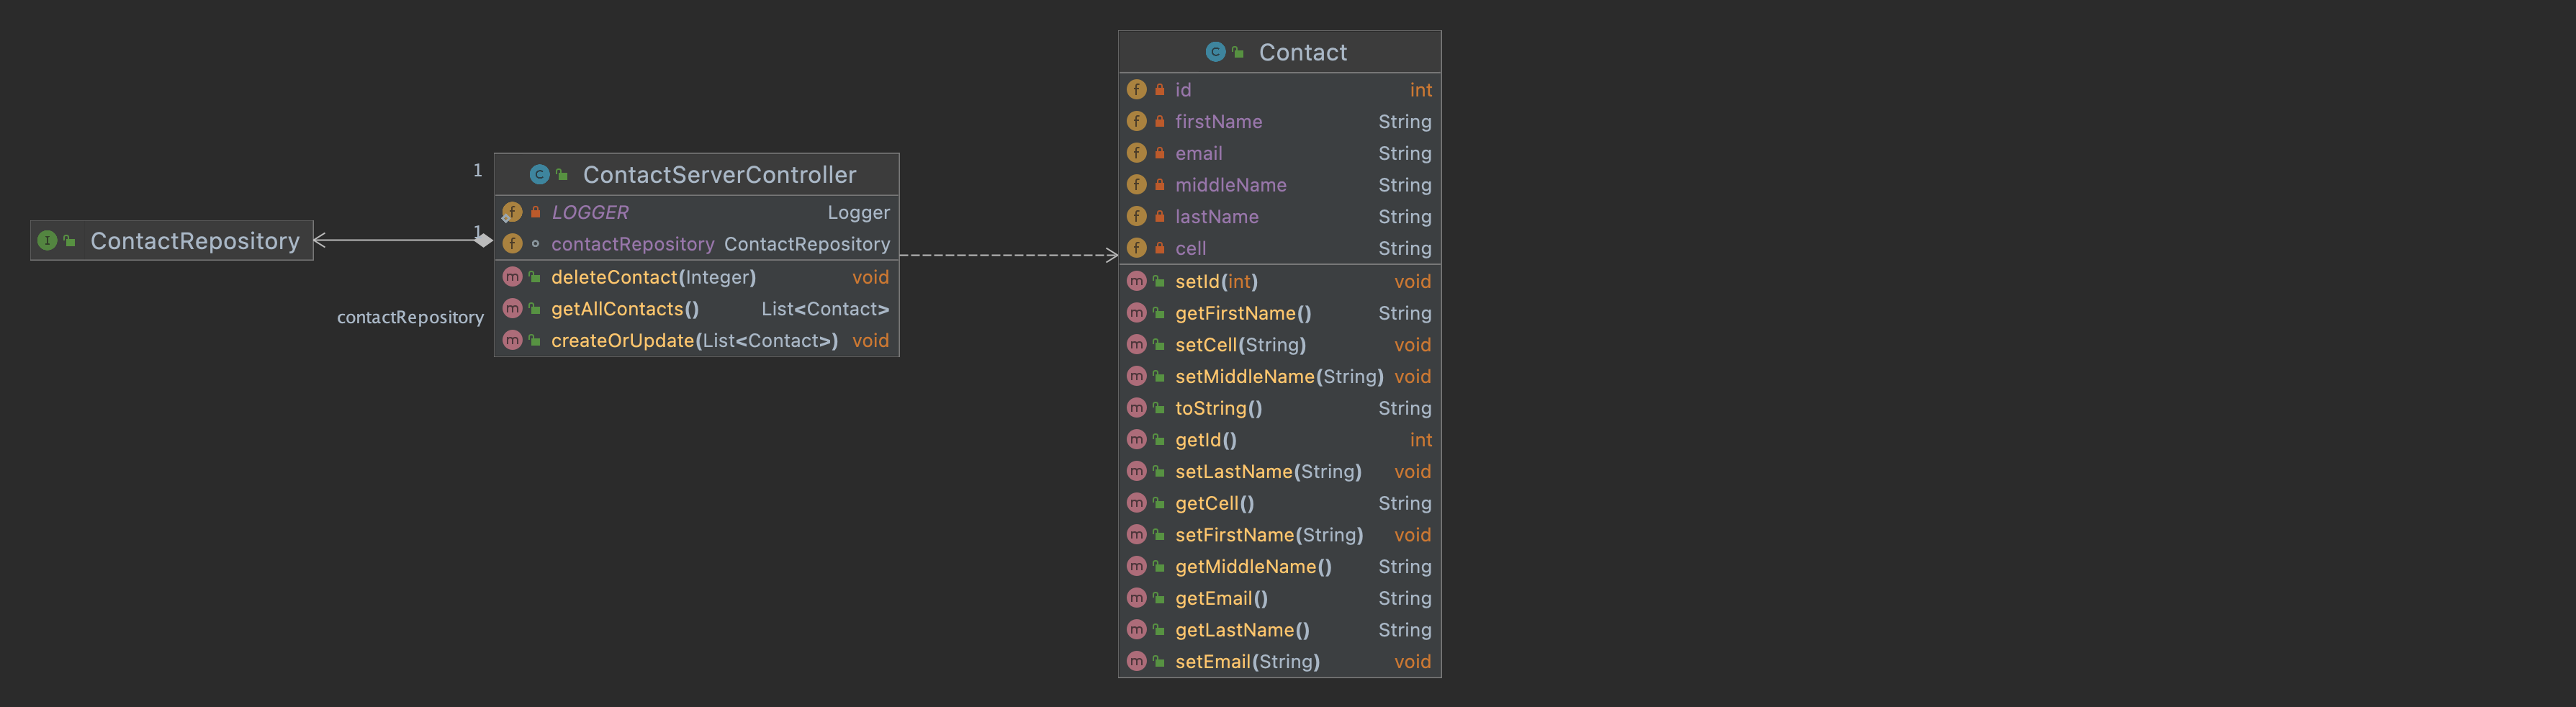 ContactRepository
1
1
contactRepository
ContactServerController
LOGGER Logger
contactRepository ContactRepository
deleteContact(Integer) void
getAllContacts() List<Contact>
createOrUpdate(List<Contact>) void
Contact
id int
firstName String
email String
middleName String
lastName String
cell String
setId(int) void
getFirstName() String
setCell(String) void
setMiddleName(String) void
toString() String
getId() int
setLastName(String) void
getCell() String
setFirstName(String) void
getMiddleName() String
getEmail() String
getLastName() String
setEmail(String) void